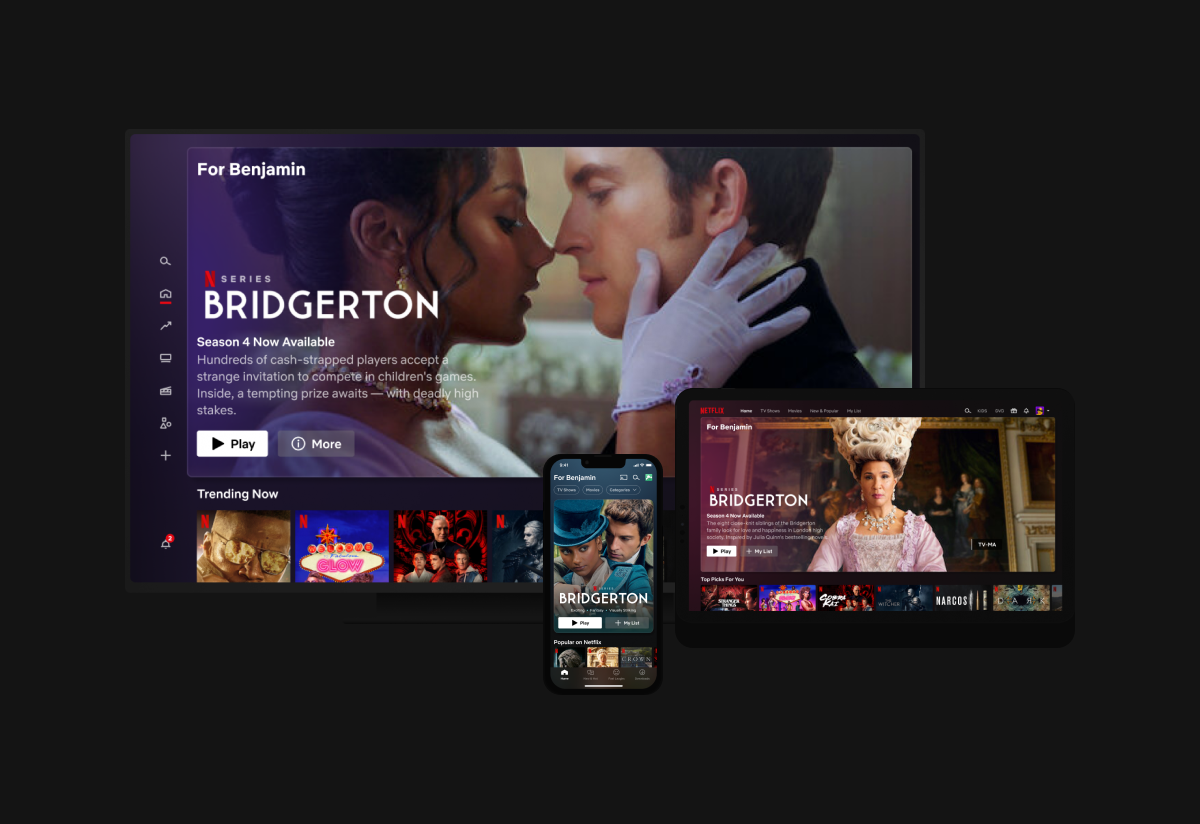 For Benjamin
N SERIES
BRIDGERTON
Season 4 Now Available
Hundreds of cash-strapped players accept a
strange invitation to compete in children's games.
Inside, a tempting prize awaits — with deadly high
stakes.
Play
More
Trending Now
2
N
WELCOME
Fabulous
GLOW
N
N
9:41
For Benjamin
TV Shows
Movies
Categories
SERIES
BRIDGERTON
Exciting • Fantasy • Visually Striking
Play
My List
Popular on Netflix
CROWN
Home
NETFLIX
Home
TV Shows
Movies
New & Popular
My List
KIDS
DVD
For Benjamin
N SERIES
BRIDGERTON
Season 4 Now Available
The eight close-knit siblings of the Bridgerton
family look for love and happiness in London high
society. Inspired by Julia Quinn's bestselling novels.
Play
My List
TV-MA
Top Picks For You
STRANGER THINGS
GLOW
COBRA KAI
WITCHER
NARCOS
DARK